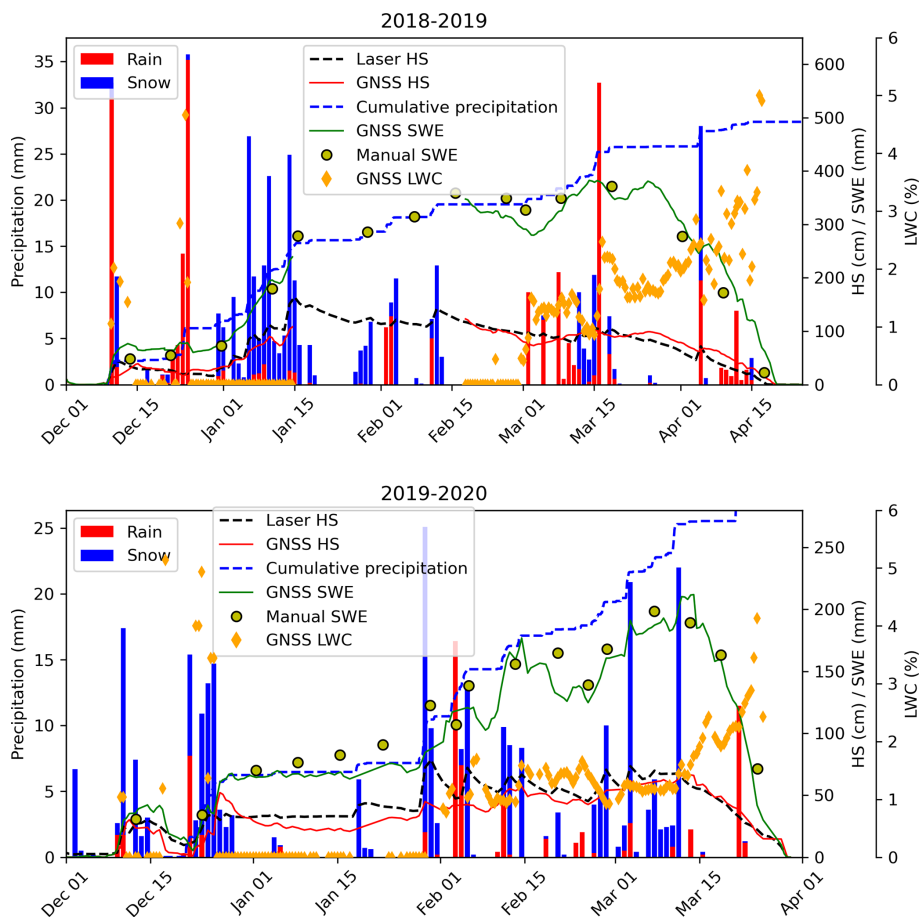 2018-2019
Rain
Snow
Laser HS
GNSS HS
Cumulative precipitation
GNSS SWE
Manual SWE
GNSS LWC
Precipitation (mm)
0
5
10
15
20
25
30
35
HS (cm) / SWE (mm)
0
100
200
300
400
500
600
LWC (%)
0
1
2
3
4
5
6
Dec 01
Dec 15
Jan 01
Jan 15
Feb 01
Feb 15
Mar 01
Mar 15
Apr 01
Apr 15
2019-2020
Rain
Snow
Laser HS
GNSS HS
Cumulative precipitation
GNSS SWE
Manual SWE
GNSS LWC
Precipitation (mm)
0
5
10
15
20
25
HS (cm) / SWE (mm)
0
50
100
150
200
250
LWC (%)
0
1
2
3
4
5
6
Dec 01
Dec 15
Jan 01
Jan 15
Feb 01
Feb 15
Mar 01
Mar 15
Apr 01